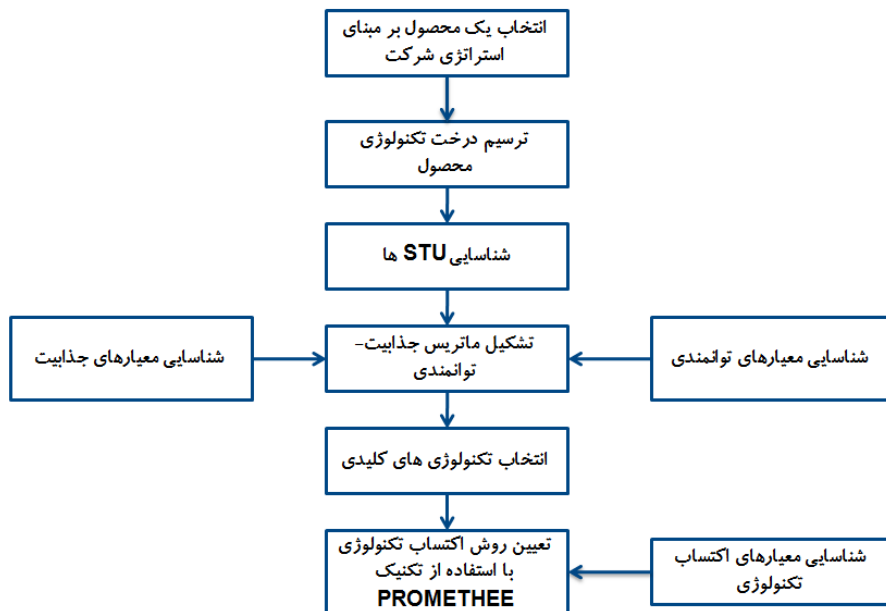 انتخاب یک محصول بر مبنای
استراتژی شرکت
ترسیم درخت تکنولوژی
محصول
شناسایی STU ها
شناسایی معیارهای توانمندی
تشکیل ماتریس جذابیت-
توانمندی
شناسایی معیارهای جذابیت
انتخاب تکنولوژی های کلیدی
شناسایی معیارهای اکتساب
تکنولوژی
تعیین روش اکتساب تکنولوژی
با استفاده از تکنیک
PROMETHEE